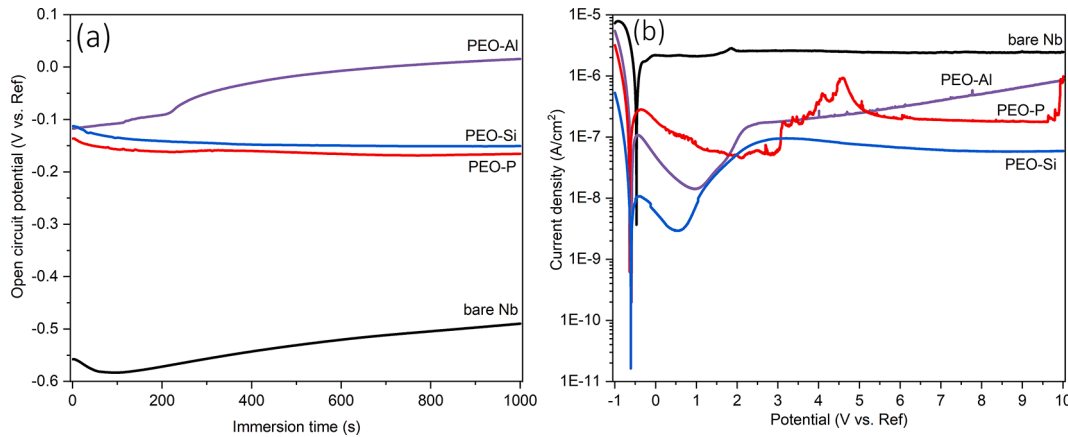 (a)
Open circuit potential (V vs. Ref)
0.1
0.0
-0.1
-0.2
-0.3
-0.4
-0.5
-0.6
PEO-Al
PEO-Si
PEO-P
bare Nb
0 200 400 600 800 1000
Immersion time (s)
(b)
Current density (A/cm2)
1E-5
1E-6
1E-7
1E-8
1E-9
1E-10
1E-11
bare Nb
PEO-Al
PEO-P
PEO-Si
-1 0 1 2 3 4 5 6 7 8 9 10
Potential (V vs. Ref)